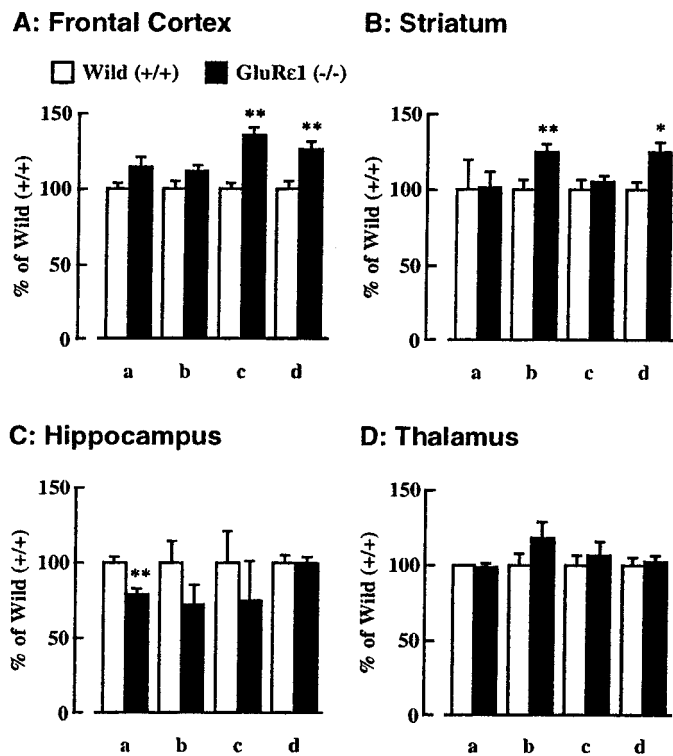 A: Frontal Cortex
B: Striatum
Wild (+/+) GluRε1 (-/-)
% of Wild (+/+)
150
100
50
0
** **
a b c d
% of Wild (+/+)
150
100
50
0
** *
a b c d
C: Hippocampus
D: Thalamus
% of Wild (+/+)
150
100
50
0
**
a b c d
% of Wild (+/+)
150
100
50
0
a b c d